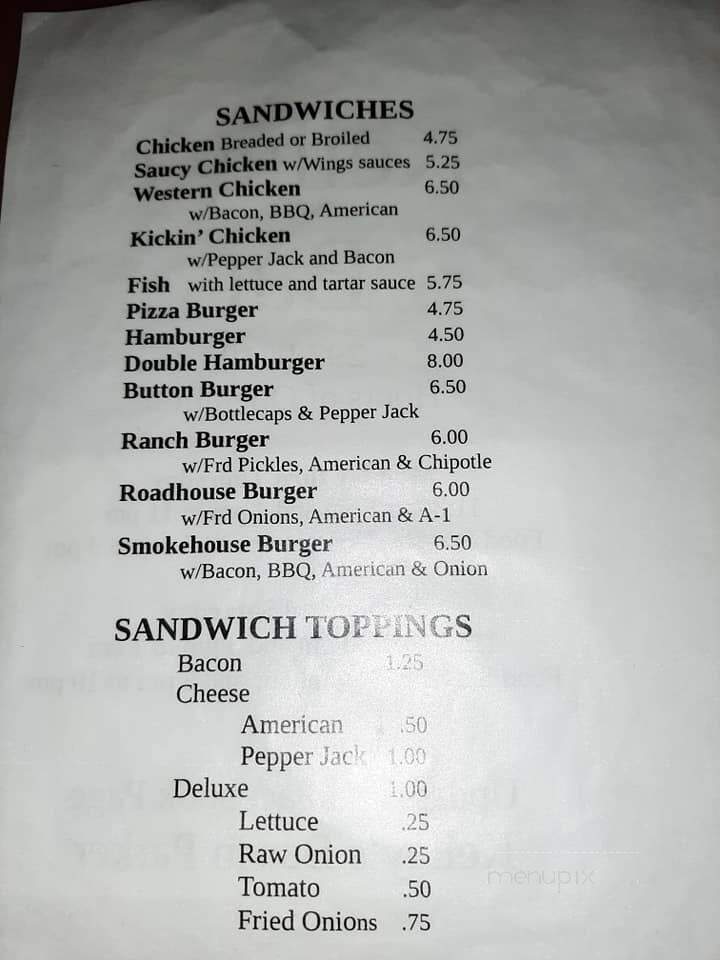 SANDWICHES
Chicken Breaded or Broiled 4.75
Saucy Chicken w/Wings sauces 5.25
Western Chicken 6.50
w/Bacon, BBQ, American
Kickin' Chicken 6.50
w/Pepper Jack and Bacon
Fish with lettuce and tartar sauce 5.75
Pizza Burger 4.75
Hamburger 4.50
Double Hamburger 8.00
Button Burger 6.50
w/Bottlecaps & Pepper Jack
Ranch Burger 6.00
w/Frd Pickles, American & Chipotle
Roadhouse Burger 6.00
w/Frd Onions, American & A-1
Smokehouse Burger 6.50
w/Bacon, BBQ, American & Onion
SANDWICH TOPPINGS
Bacon 1.25
Cheese
American .50
Pepper Jack 1.00
Deluxe 1.00
Lettuce .25
Raw Onion .25
Tomato .50
Fried Onions .75
menupix